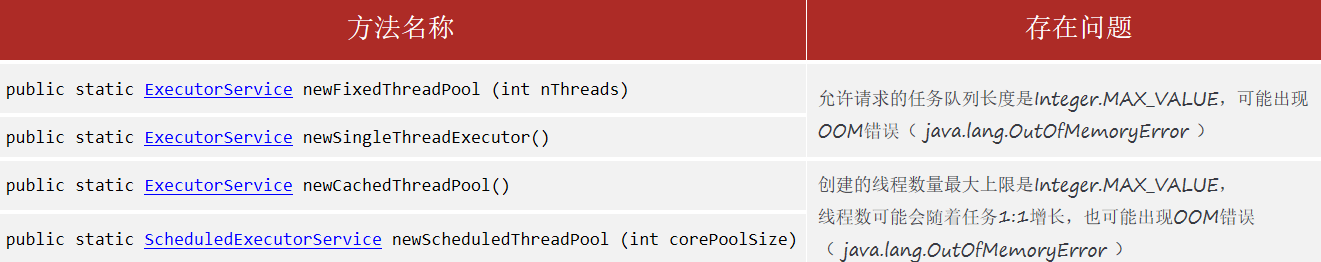 方法名称
存在问题
public static ExecutorService newFixedThreadPool (int nThreads)
public static ExecutorService newSingleThreadExecutor()
允许请求的任务队列长度是Integer.MAX_VALUE，可能出现
OOM错误（ java.lang.OutOfMemoryError ）
public static ExecutorService newCachedThreadPool()
public static ScheduledExecutorService newScheduledThreadPool (int corePoolSize)
创建的线程数量最大上限是Integer.MAX_VALUE，
线程数可能会随着任务1:1增长，也可能出现OOM错误
（ java.lang.OutOfMemoryError ）